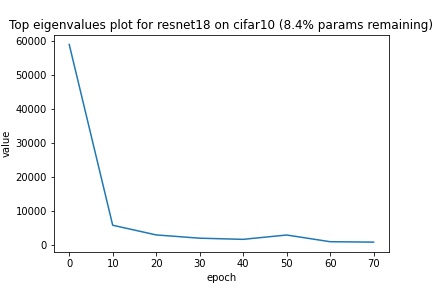 Top eigenvalues plot for resnet18 on cifar10 (8.4% params remaining)
60000
50000
40000
30000
20000
10000
0
value
0 10 20 30 40 50 60 70
epoch